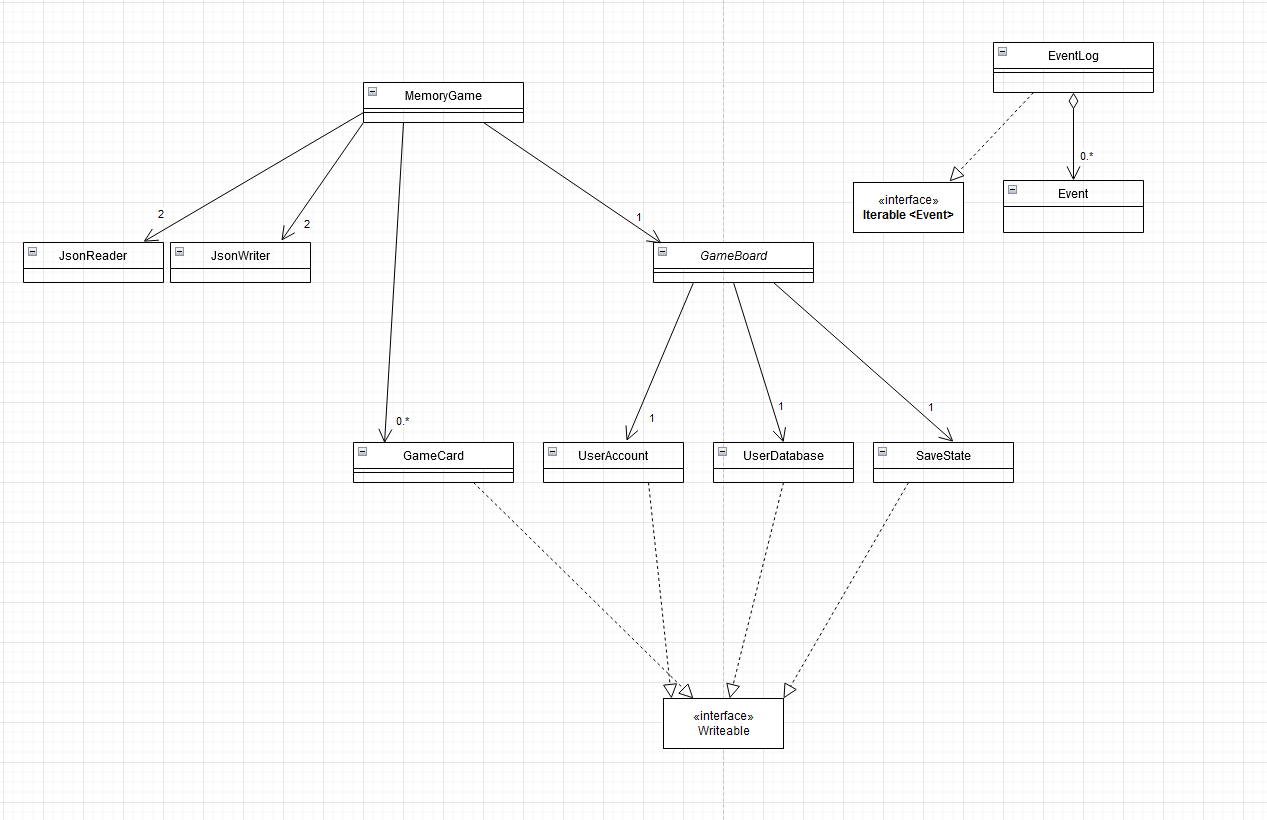 EventLog
MemoryGame
0.*
«interface»
Iterable <Event>
Event
2
2
1
JsonReader
JsonWriter
GameBoard
0.*
1
1
1
GameCard
UserAccount
UserDatabase
SaveState
«interface»
Writeable